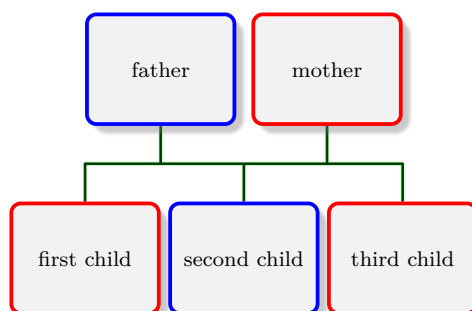 father
mother
first child
second child
third child